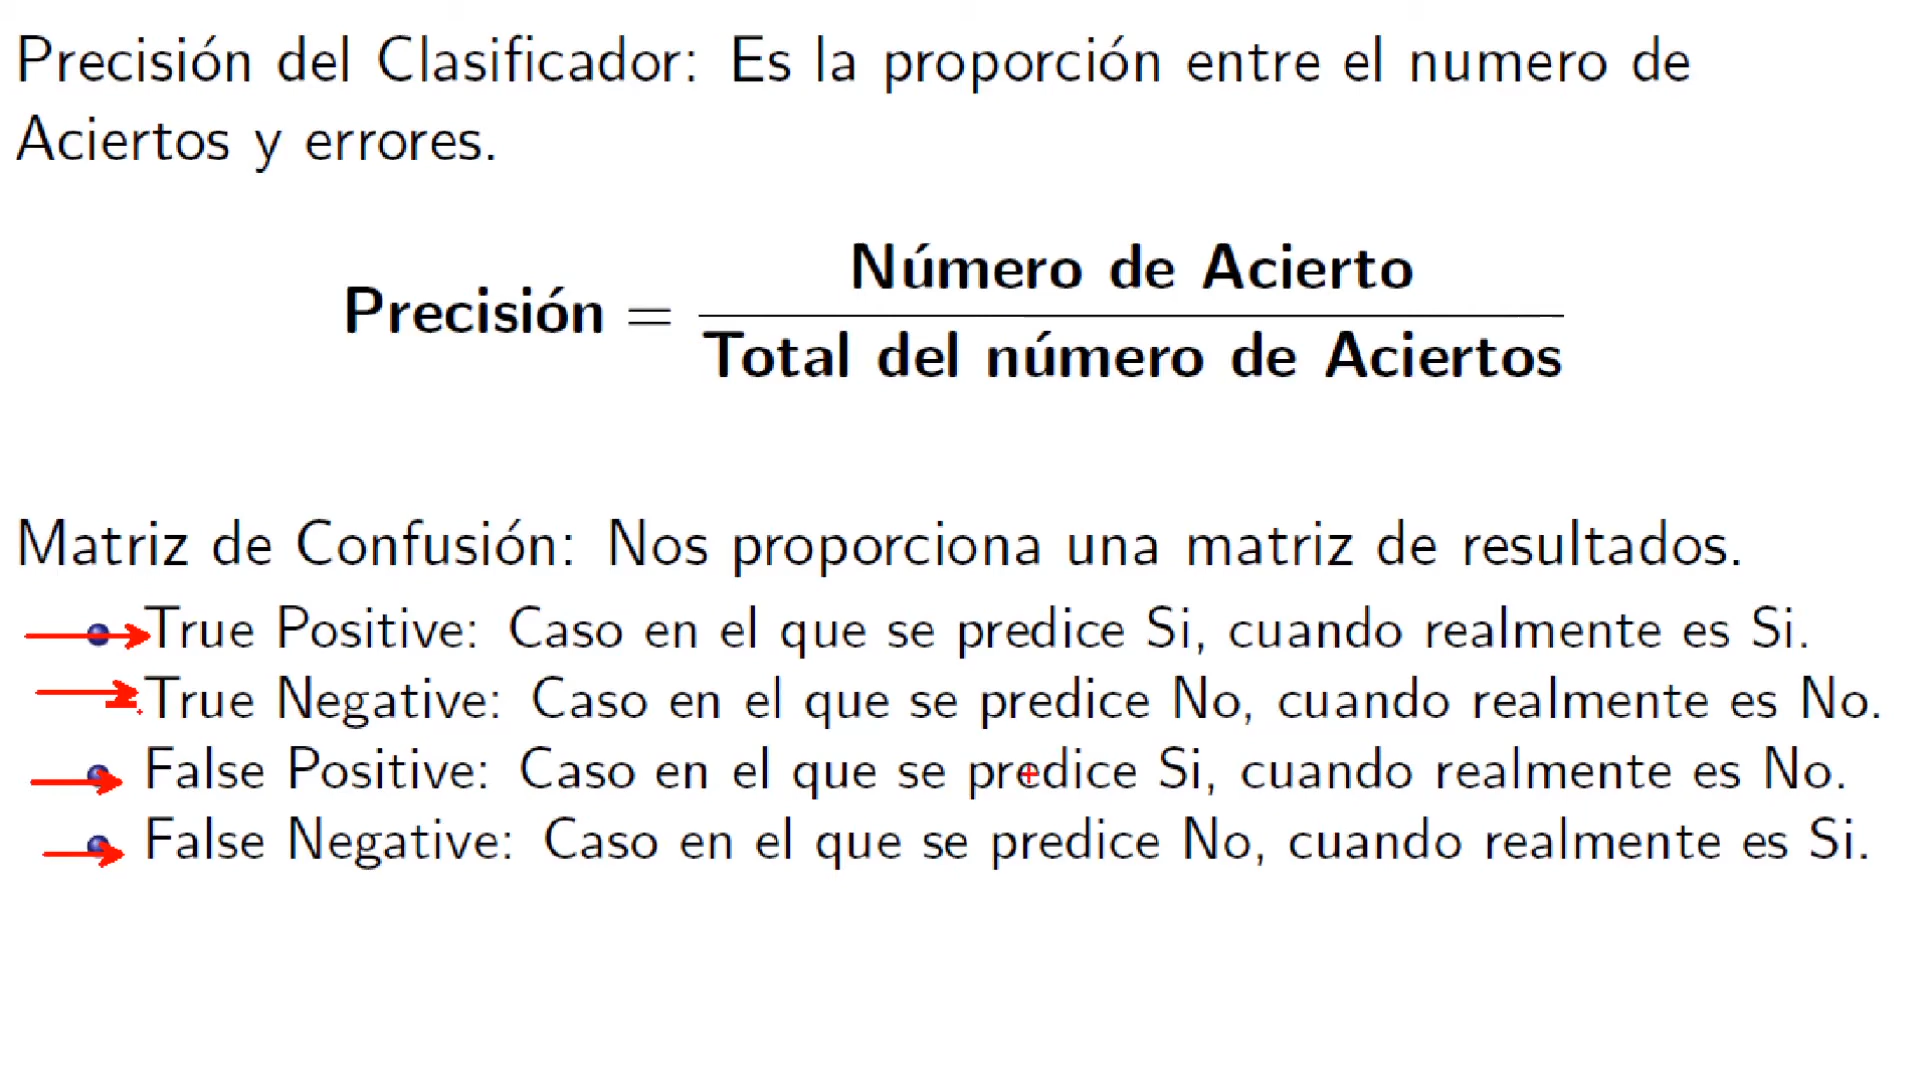 Precisión del Clasificador: Es la proporción entre el numero de
Aciertos y errores.
Precisión = Número de Acierto / Total del número de Aciertos
Matriz de Confusión: Nos proporciona una matriz de resultados.
True Positive: Caso en el que se predice Si, cuando realmente es Si.
True Negative: Caso en el que se predice No, cuando realmente es No.
False Positive: Caso en el que se predice Si, cuando realmente es No.
False Negative: Caso en el que se predice No, cuando realmente es Si.